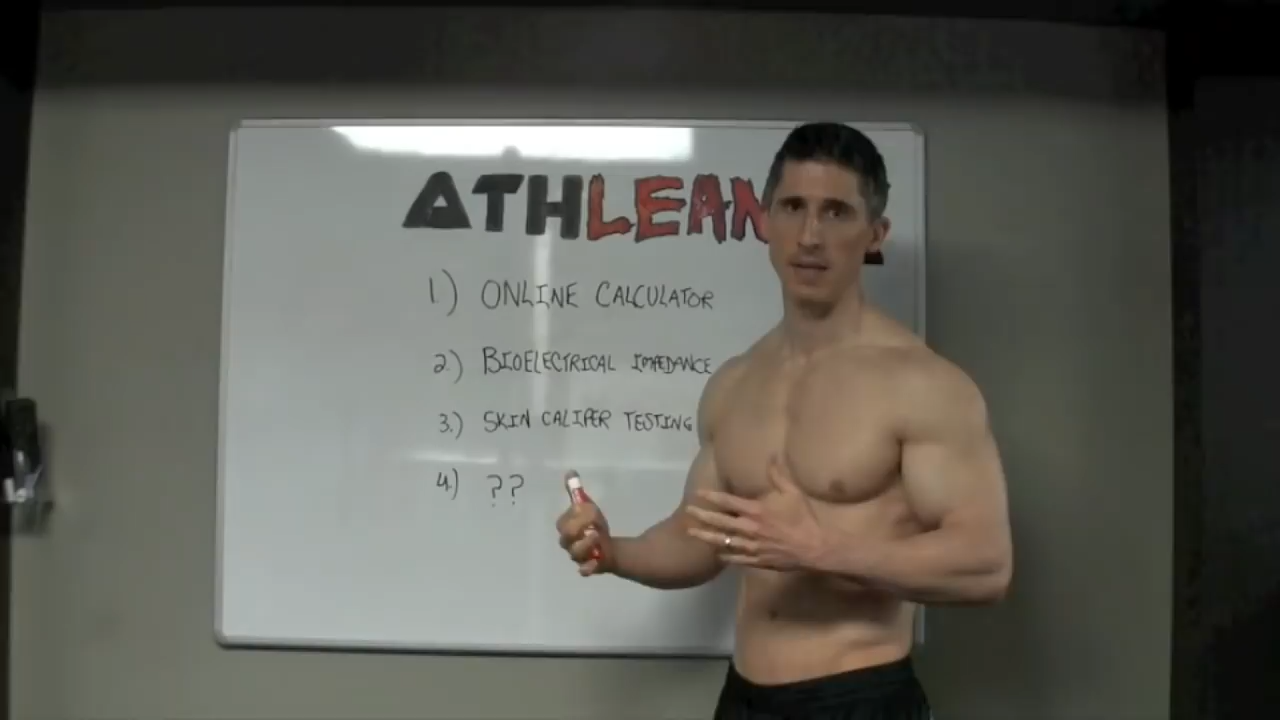 ATHLEAN
1.) ONLINE CALCULATOR
2.) BIOELECTRICAL IMPEDANCE
3.) SKIN CALIPER TESTING
4.) ??